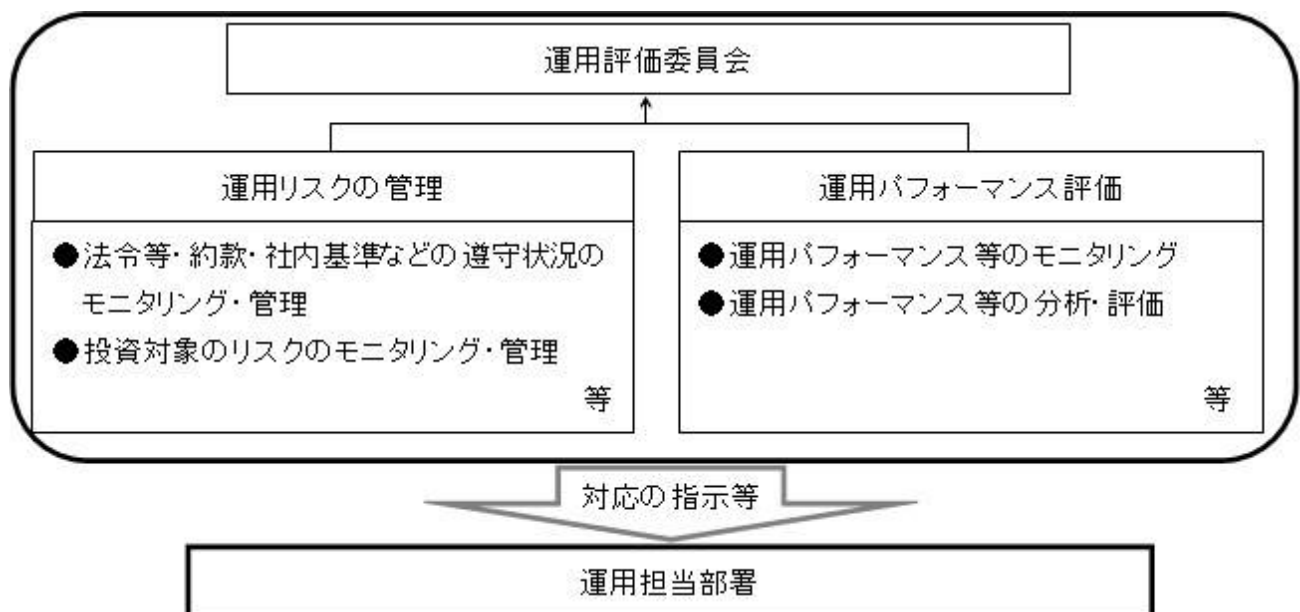 運用評価委員会
運用リスクの管理
●法令等・約款・社内基準などの遵守状況の
モニタリング・管理
●投資対象のリスクのモニタリング・管理
等
運用パフォーマンス評価
●運用パフォーマンス等のモニタリング
●運用パフォーマンス等の分析・評価
等
対応の指示等
運用担当部署